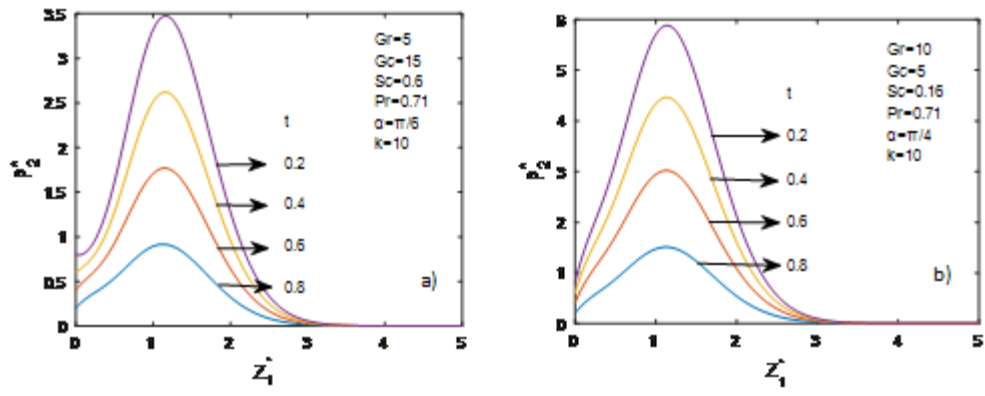 3.5
3
2.5
2
1.5
1
0.5
0
0 1 2 3 4 5
Z*1
t
0.2
0.4
0.6
0.8
Gr=5
Gc=15
Sc=0.6
Pr=0.71
α=π/6
k=10
a)
6
5
4
3
2
1
0
0 1 2 3 4 5
Z*1
t
0.2
0.4
0.6
0.8
Gr=10
Gc=5
Sc=0.16
Pr=0.71
α=π/4
k=10
b)